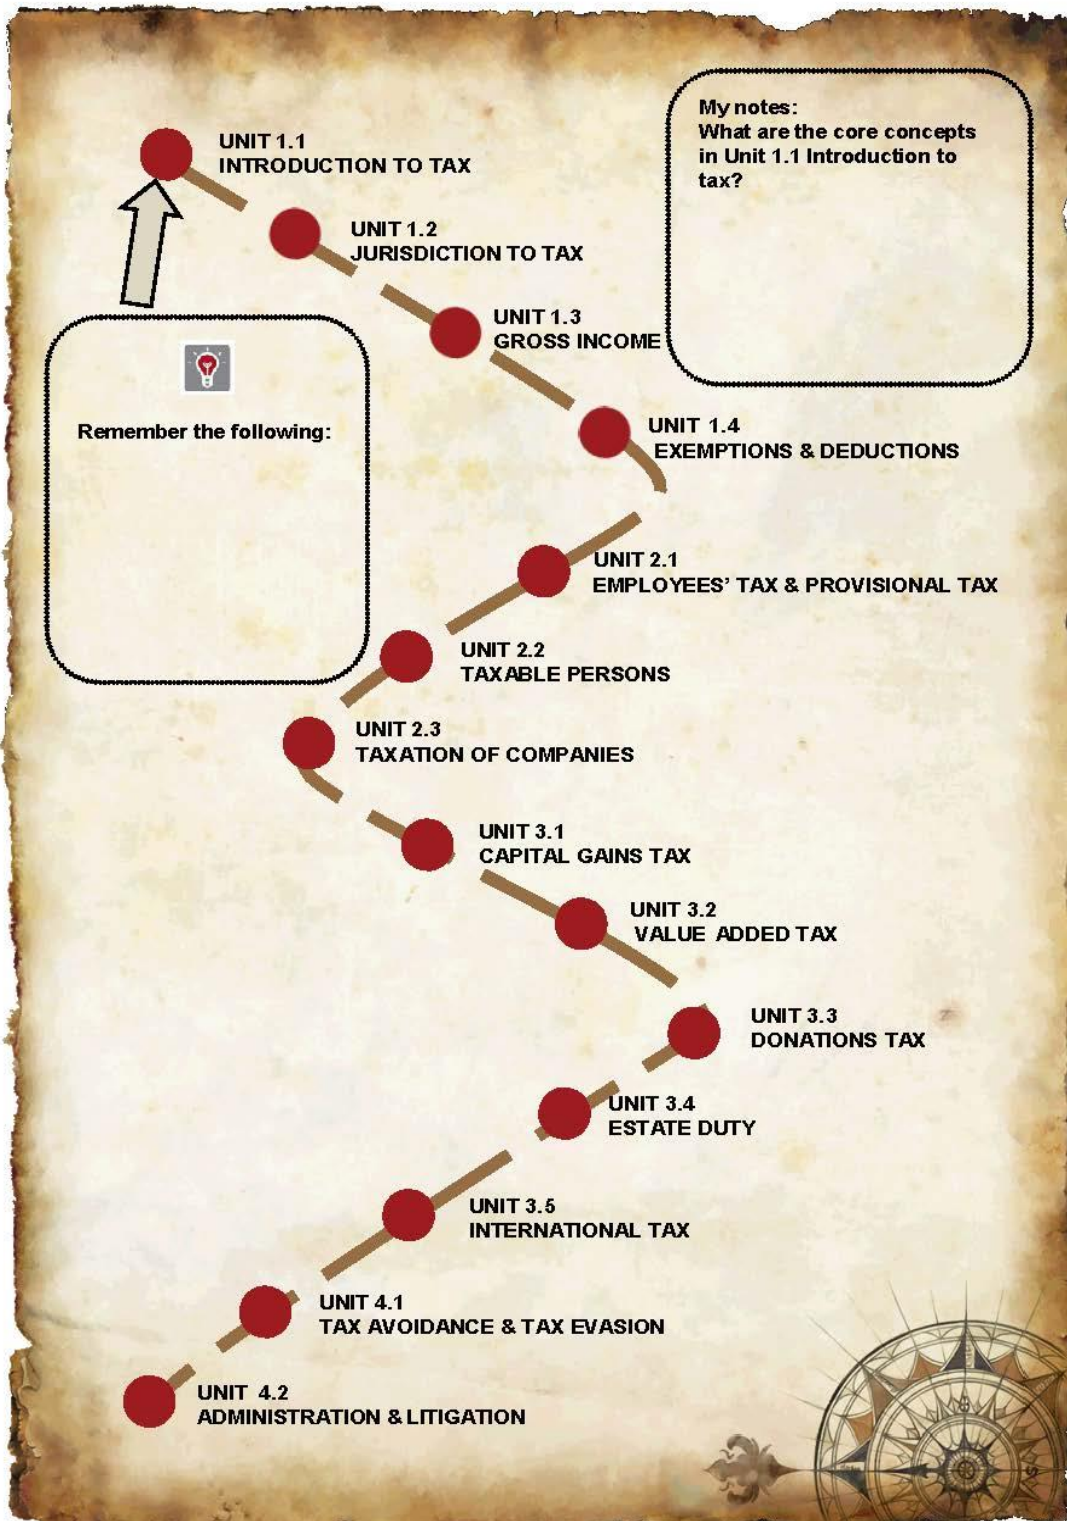 My notes:
What are the core concepts
in Unit 1.1 Introduction to
tax?
UNIT 1.1
INTRODUCTION TO TAX
UNIT 1.2
JURISDICTION TO TAX
UNIT 1.3
GROSS INCOME
Remember the following:
UNIT 1.4
EXEMPTIONS & DEDUCTIONS
UNIT 2.1
EMPLOYEES' TAX & PROVISIONAL TAX
UNIT 2.2
TAXABLE PERSONS
UNIT 2.3
TAXATION OF COMPANIES
UNIT 3.1
CAPITAL GAINS TAX
UNIT 3.2
VALUE ADDED TAX
UNIT 3.3
DONATIONS TAX
UNIT 3.4
ESTATE DUTY
UNIT 3.5
INTERNATIONAL TAX
UNIT 4.1
TAX AVOIDANCE & TAX EVASION
UNIT 4.2
ADMINISTRATION & LITIGATION